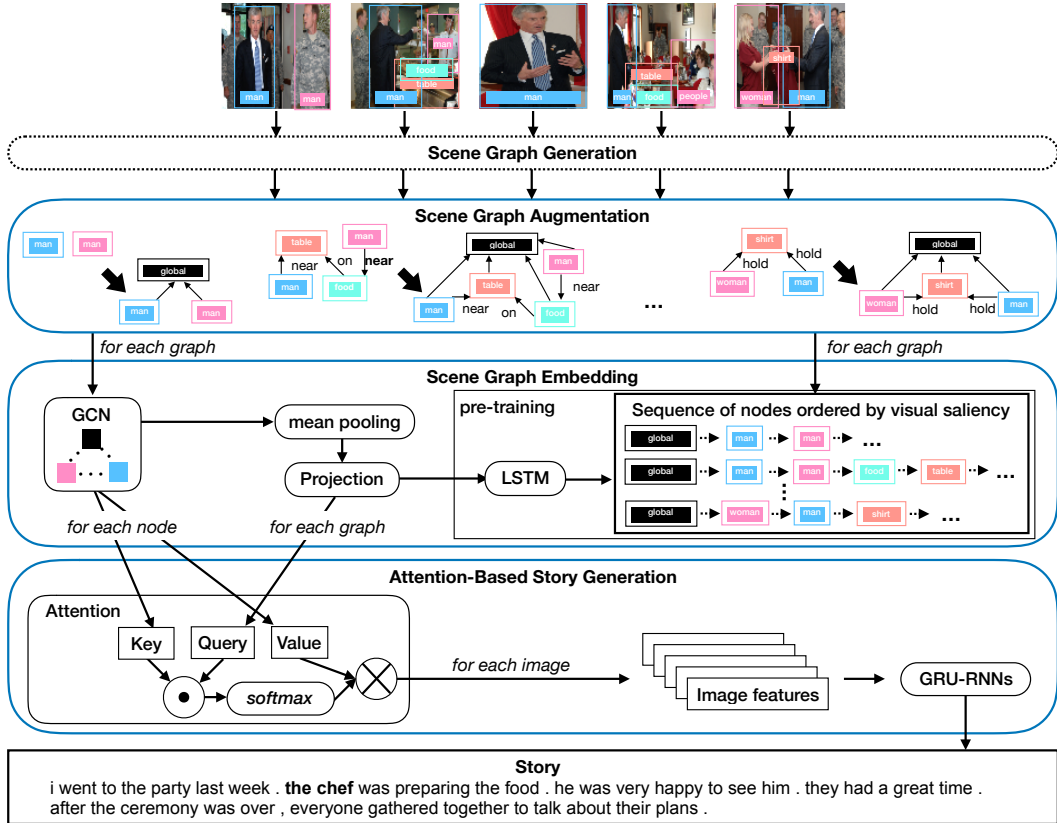 man
man
man
food
table
man
man
table
man
food
people
shirt
woman
man
Scene Graph Generation
Scene Graph Augmentation
man
man
global
man
man
table
man
near
on
near
man
food
global
man
table
near
man
near
on
food
...
shirt
hold
hold
woman
man
global
shirt
woman
man
hold
hold
for each graph
for each graph
Scene Graph Embedding
GCN
mean pooling
Projection
pre-training
LSTM
Sequence of nodes ordered by visual saliency
global man man ...
global man man food table ...
global woman man shirt ...
for each node
for each graph
Attention-Based Story Generation
Attention
Key
Query
Value
softmax
for each image
Image features
GRU-RNNs
Story
i went to the party last week . the chef was preparing the food . he was very happy to see him . they had a great time .
after the ceremony was over , everyone gathered together to talk about their plans .